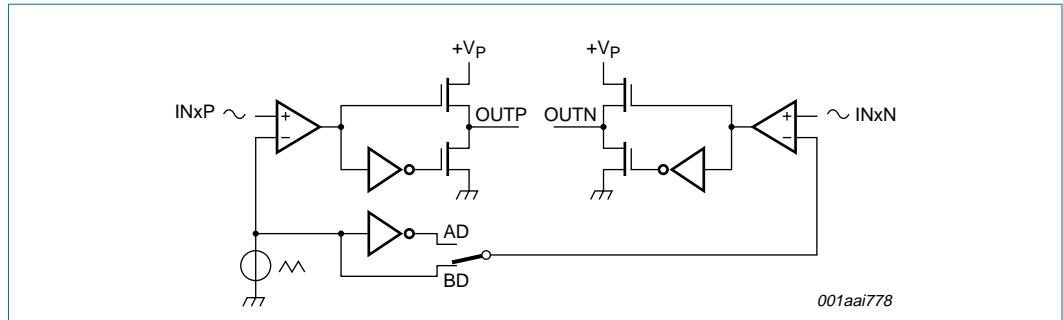 +VP +VP
INxP + OUTP OUTN + INxN
− −
AD
BD
001aai778